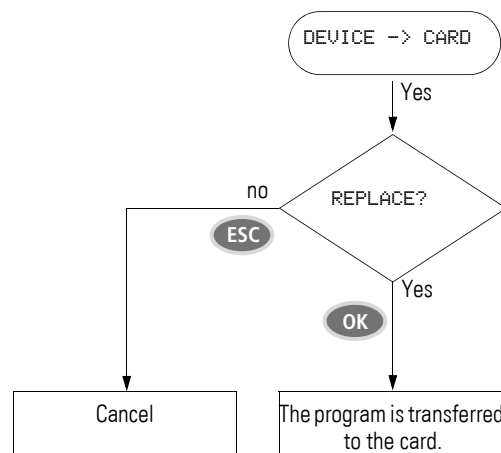 DEVICE -> CARD
Yes
no
REPLACE?
ESC
Yes
OK
Cancel
The program is transferred
to the card.